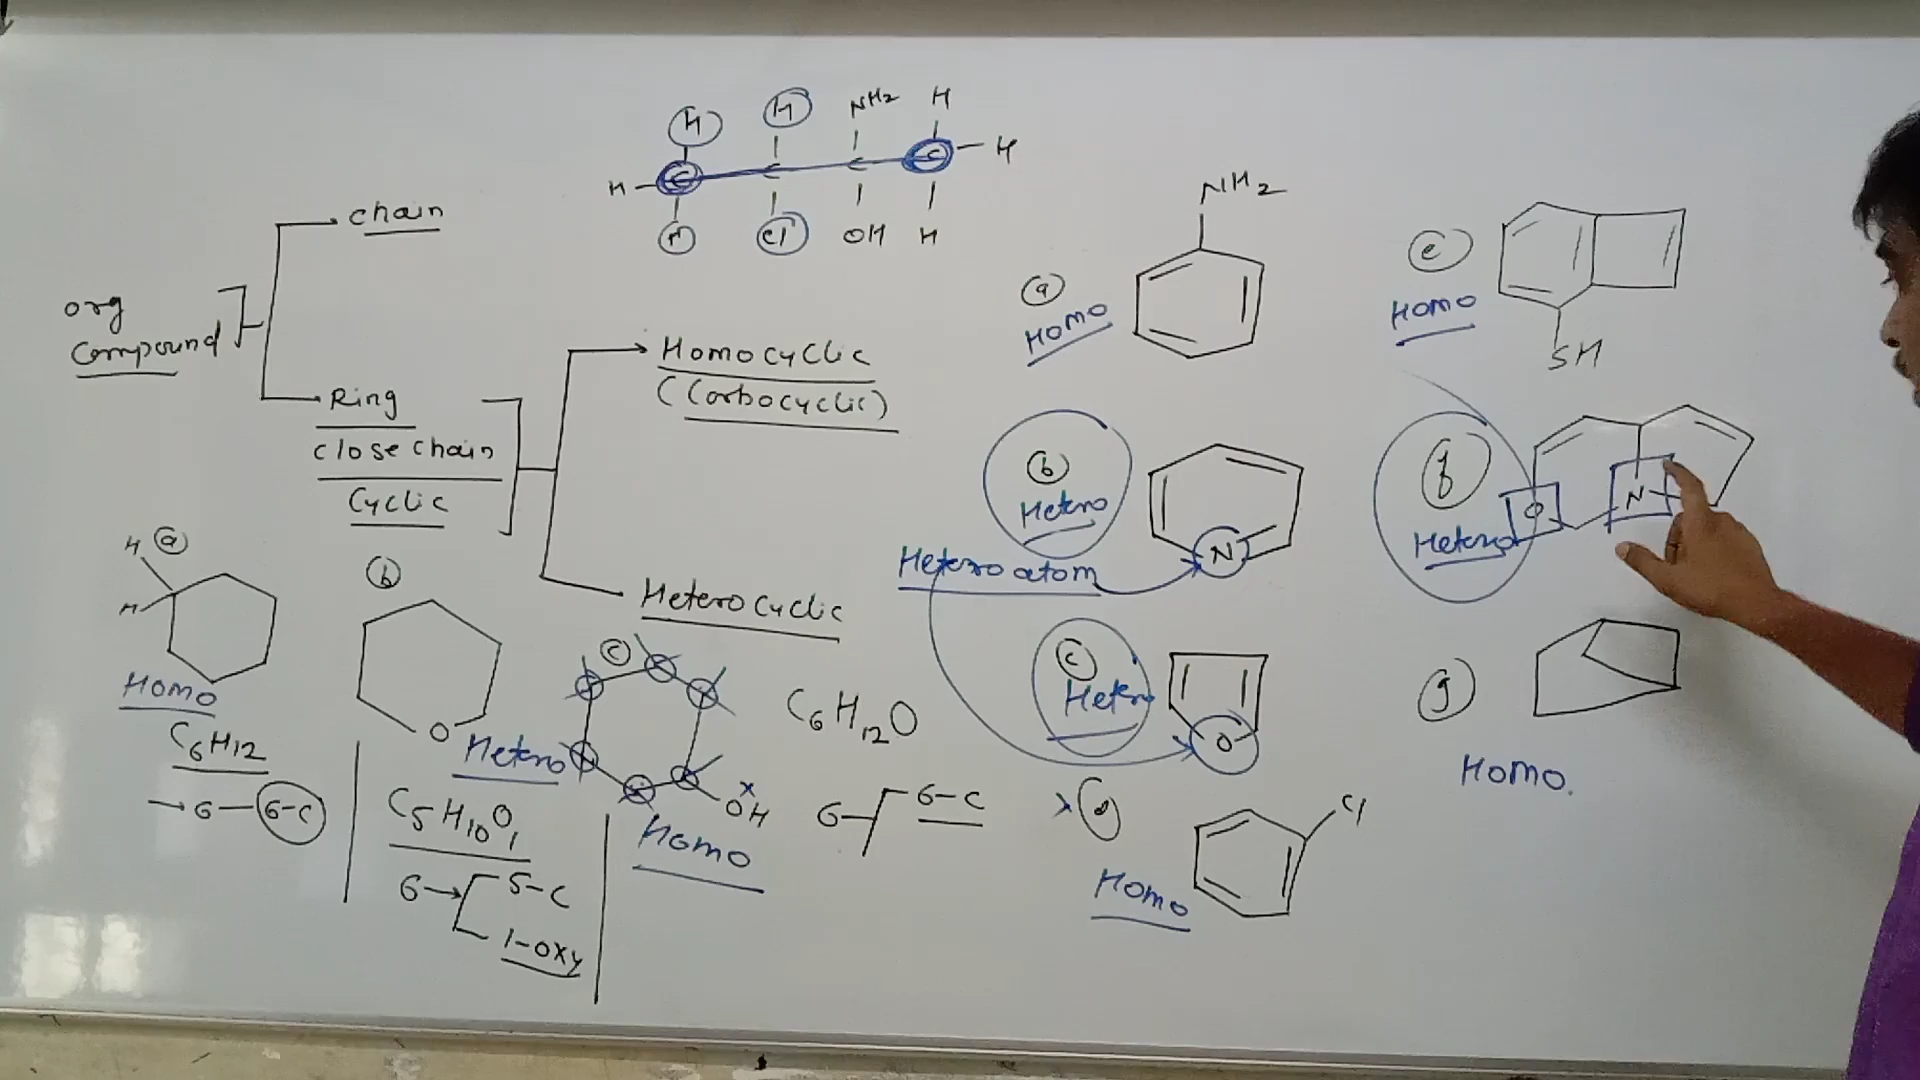 H H NH2 H
H - C C C C - H
H Cl OH H
chain
org
compound
Ring
close chain
cyclic
Homocyclic
(Carbocyclic)
Heterocyclic
a
H
H
Homo
C6H12
→ 6 - 6-C
b
O
Hetero
C5H10O1
6 → 5-C
1-oxy
c
OH
x
Homo
C6H12O
6 6-C
a
Homo
NH2
b
Hetero
N
Hetero atom
c
Hetero
O
x
Homo
Cl
e
Homo
SH
f
Hetero
O
N
g
Homo.